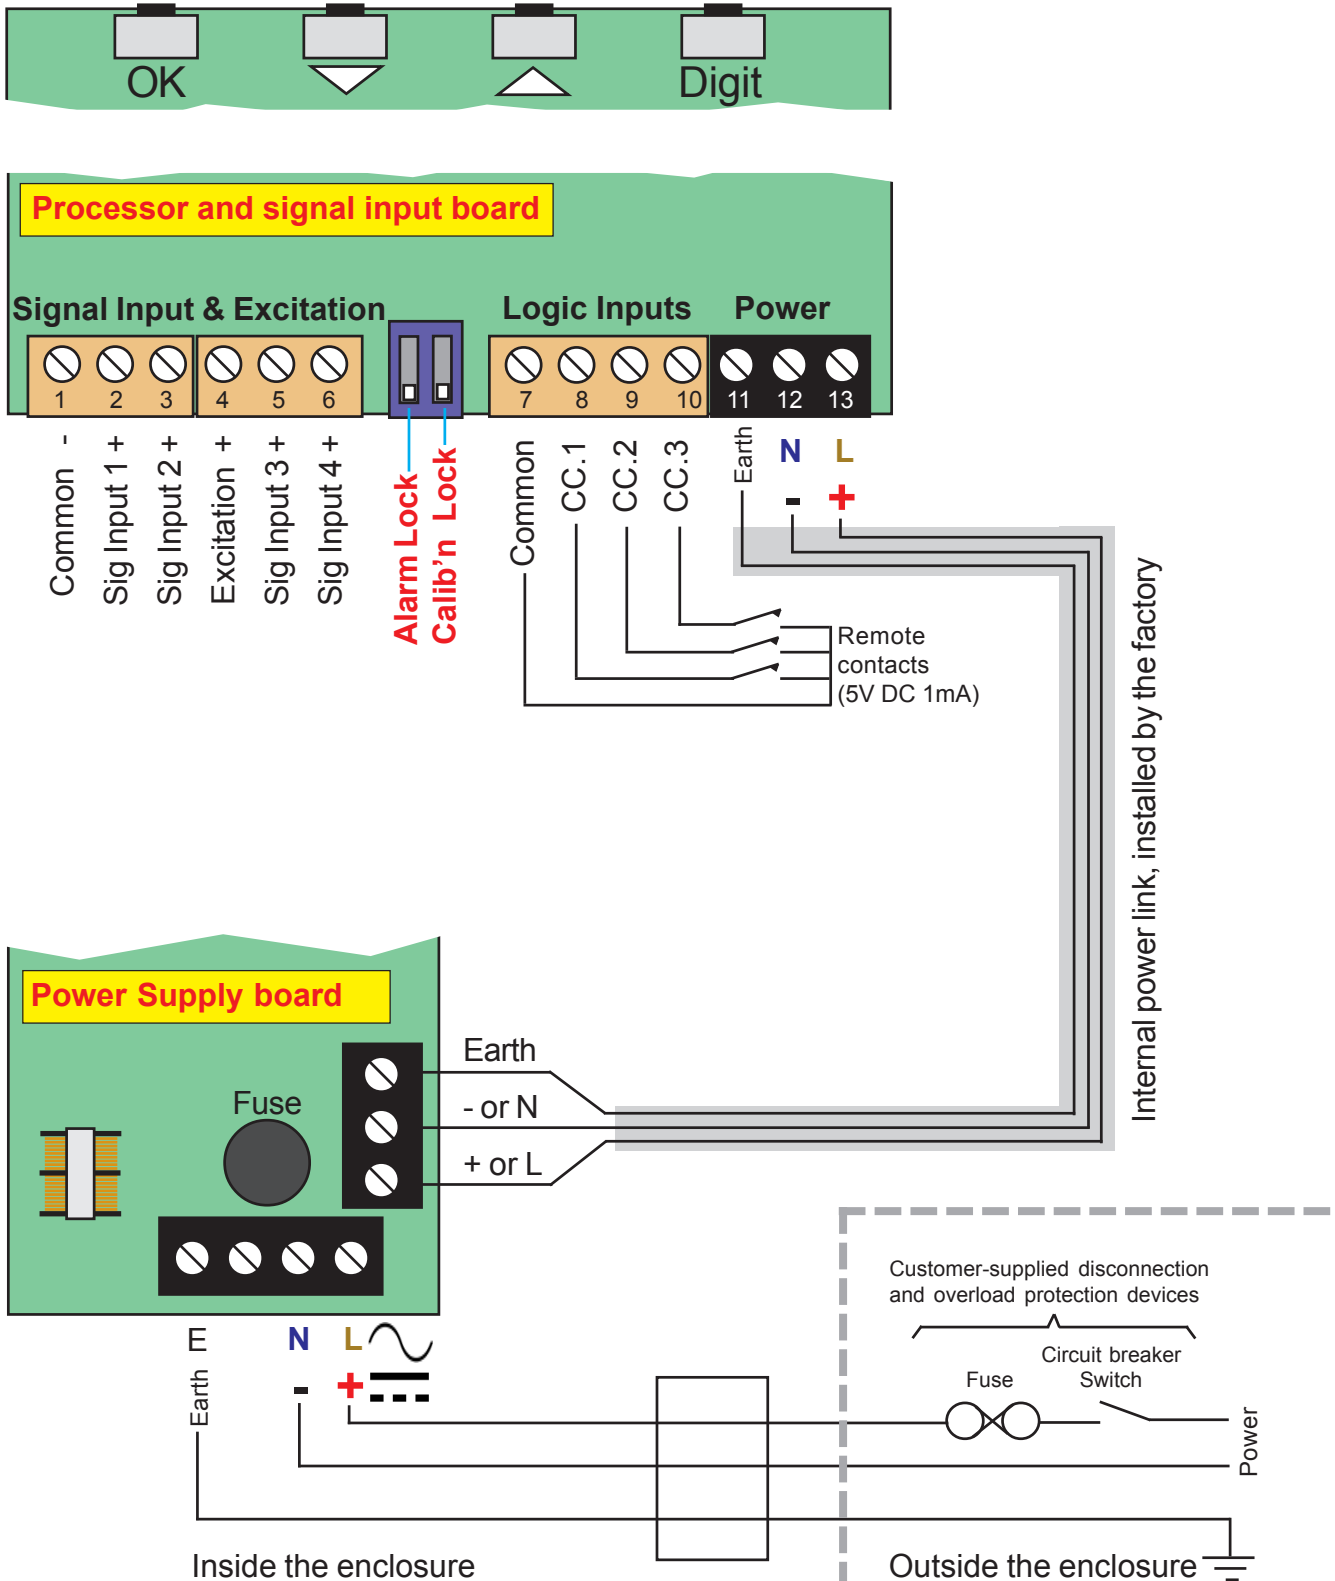 OK
Digit
Processor and signal input board
Signal Input & Excitation
Logic Inputs
Power
1 2 3 4 5 6
7 8 9 10 11 12 13
Common -
Sig Input 1 +
Sig Input 2 +
Excitation +
Sig Input 3 +
Sig Input 4 +
Alarm Lock
Calib’n Lock
Common
CC.1
CC.2
CC.3
Earth
N
-
L
+
Remote
contacts
(5V DC 1mA)
Internal power link, installed by the factory
Power Supply board
Fuse
Earth
- or N
+ or L
E
Earth
N
-
L
+
Customer-supplied disconnection
and overload protection devices
Fuse
Circuit breaker
Switch
Power
Inside the enclosure
Outside the enclosure